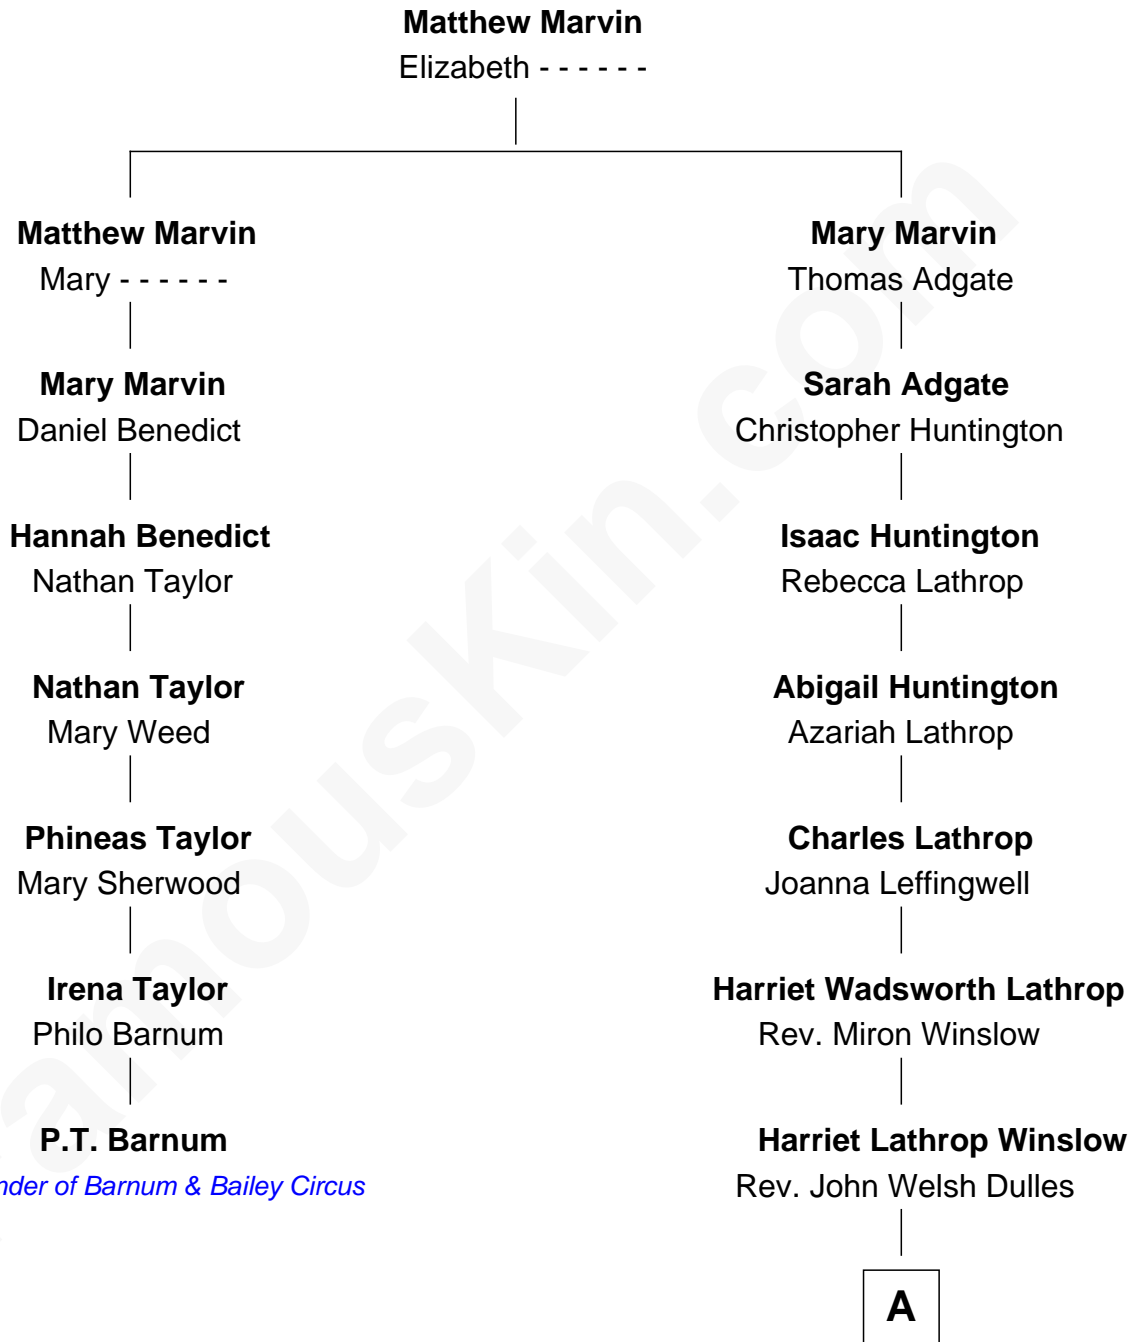 Matthew Marvin
Elizabeth - - - - - -
Matthew Marvin
Mary - - - - - -
Mary Marvin
Thomas Adgate
Mary Marvin
Daniel Benedict
Sarah Adgate
Christopher Huntington
Hannah Benedict
Nathan Taylor
Isaac Huntington
Rebecca Lathrop
Nathan Taylor
Mary Weed
Abigail Huntington
Azariah Lathrop
Phineas Taylor
Mary Sherwood
Charles Lathrop
Joanna Leffingwell
Irena Taylor
Philo Barnum
Harriet Wadsworth Lathrop
Rev. Miron Winslow
P.T. Barnum
nder of Barnum & Bailey Circus
Harriet Lathrop Winslow
Rev. John Welsh Dulles
A
amouskin.com